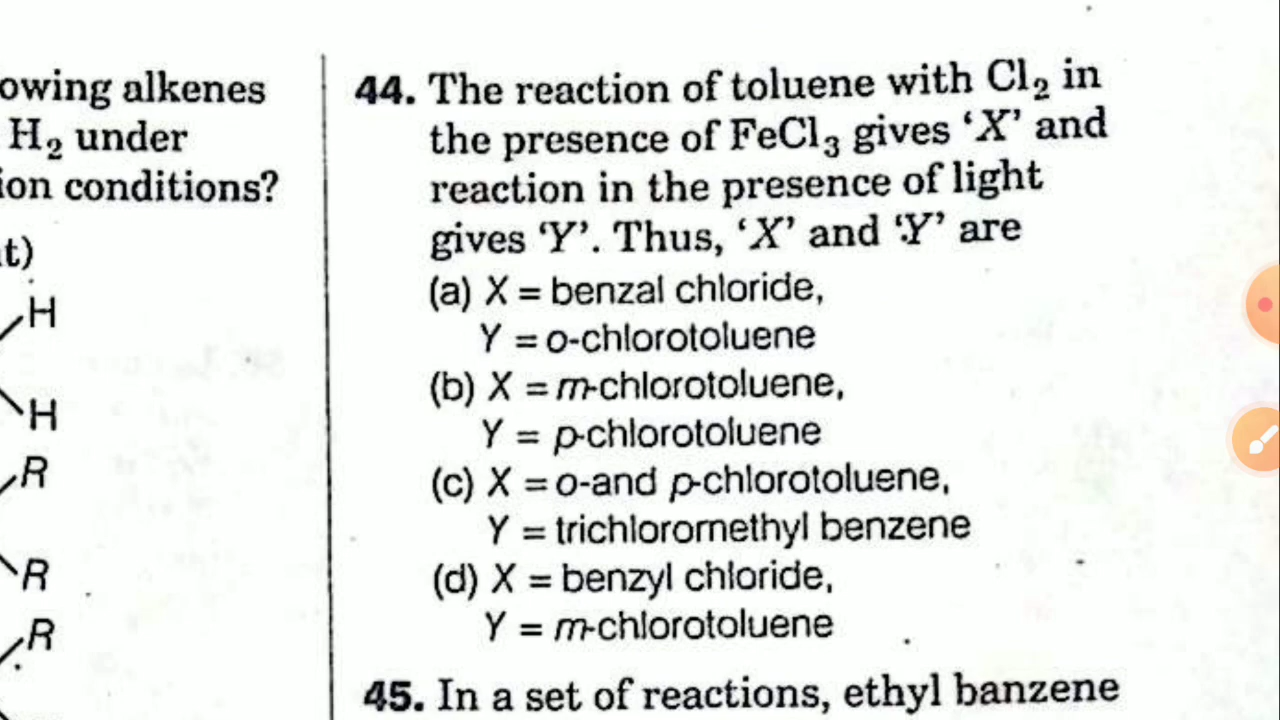 owing alkenes
H₂ under
ion conditions?
t)
H
H
R
R
R
44. The reaction of toluene with Cl₂ in
the presence of FeCl₃ gives ‘X’ and
reaction in the presence of light
gives ‘Y’. Thus, ‘X’ and ‘Y’ are
(a) X = benzal chloride,
Y = o-chlorotoluene
(b) X = m-chlorotoluene,
Y = p-chlorotoluene
(c) X = o-and p-chlorotoluene,
Y = trichloromethyl benzene
(d) X = benzyl chloride,
Y = m-chlorotoluene
45. In a set of reactions, ethyl banzene